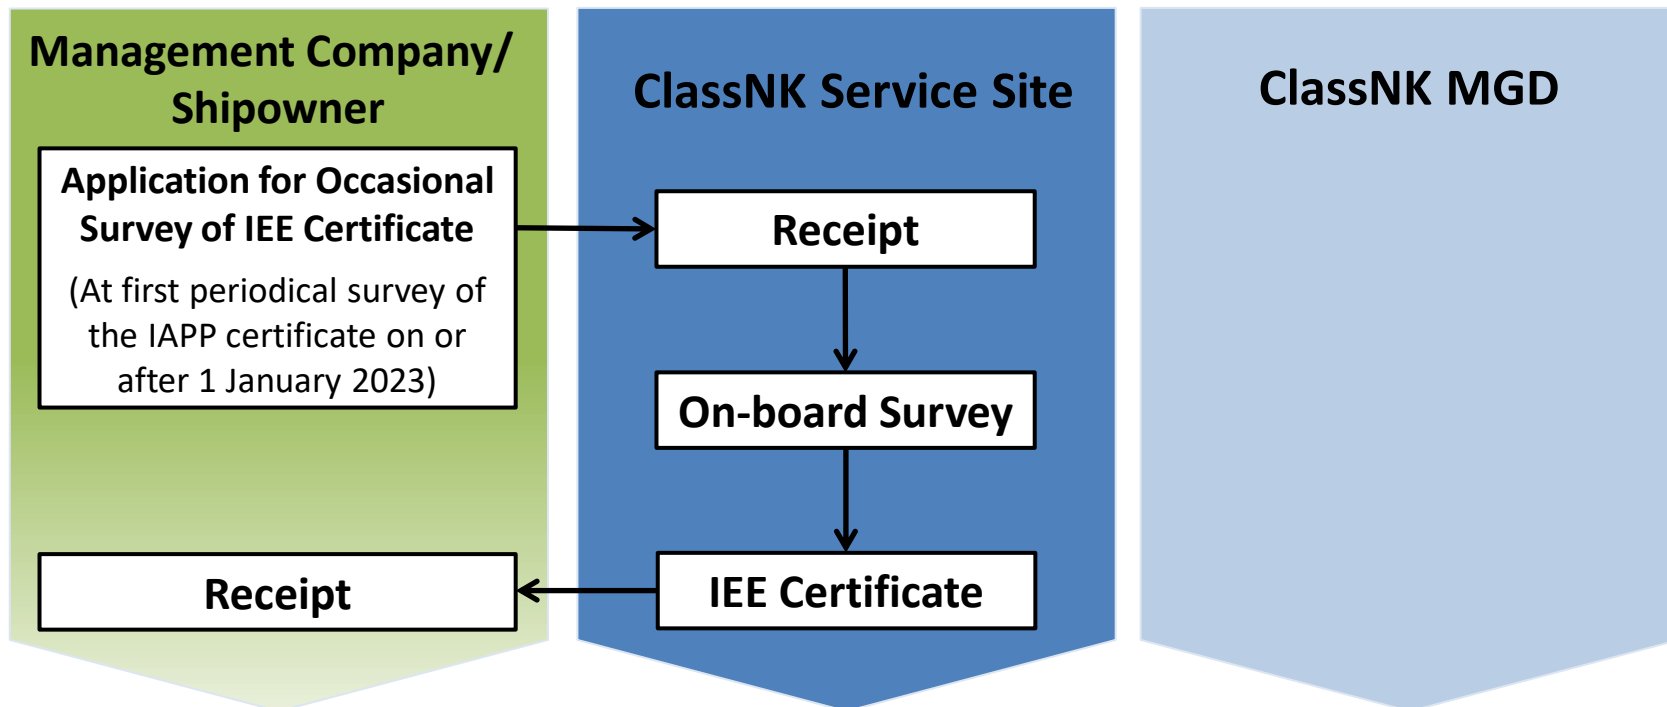 Management Company/
Shipowner
Application for Occasional
Survey of IEE Certificate
(At first periodical survey of
the IAPP certificate on or
after 1 January 2023)
Receipt
ClassNK Service Site
Receipt
On-board Survey
IEE Certificate
ClassNK MGD